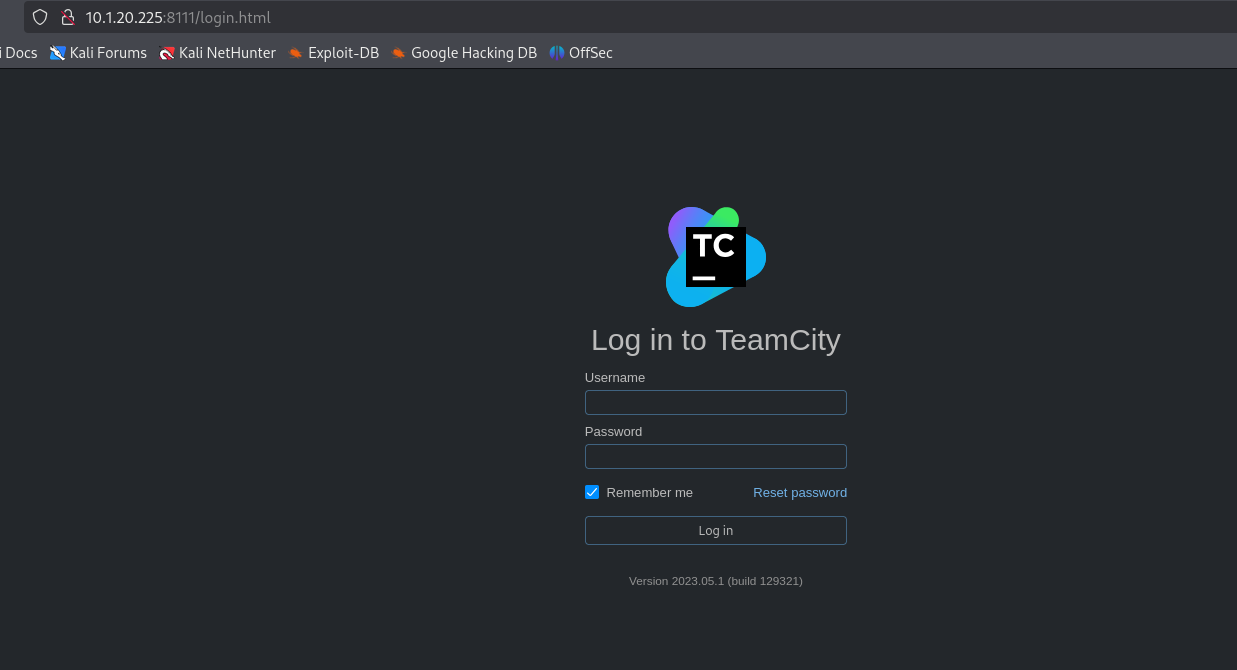 10.1.20.225:8111/login.html
i Docs Kali Forums Kali NetHunter Exploit-DB Google Hacking DB OffSec
TC
Log in to TeamCity
Username
Password
Remember me Reset password
Log in
Version 2023.05.1 (build 129321)